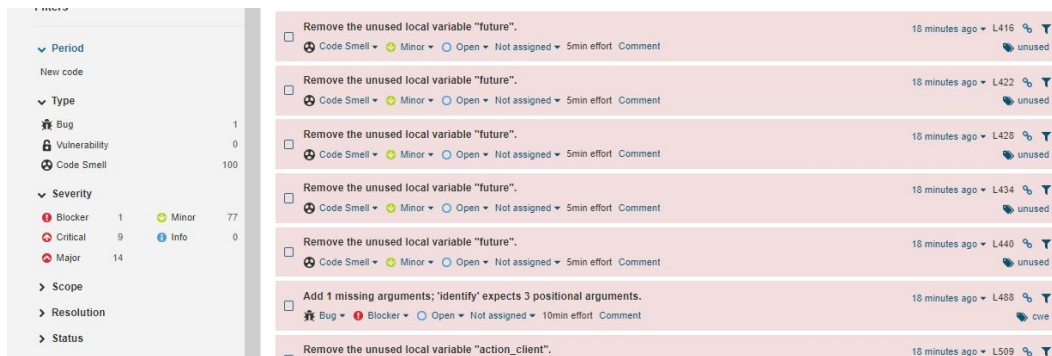 Filters
Period
New code
Type
Bug 1
Vulnerability 0
Code Smell 100
Severity
Blocker 1 Minor 77
Critical 9 Info 0
Major 14
Scope
Resolution
Status
Remove the unused local variable "future". 18 minutes ago L416
Code Smell Minor Open Not assigned 5min effort Comment unused
Remove the unused local variable "future". 18 minutes ago L422
Code Smell Minor Open Not assigned 5min effort Comment unused
Remove the unused local variable "future". 18 minutes ago L428
Code Smell Minor Open Not assigned 5min effort Comment unused
Remove the unused local variable "future". 18 minutes ago L434
Code Smell Minor Open Not assigned 5min effort Comment unused
Remove the unused local variable "future". 18 minutes ago L440
Code Smell Minor Open Not assigned 5min effort Comment unused
Add 1 missing arguments; 'identify' expects 3 positional arguments. 18 minutes ago L488
Bug Blocker Open Not assigned 10min effort Comment cwe
Remove the unused local variable "action_client". 18 minutes ago L509